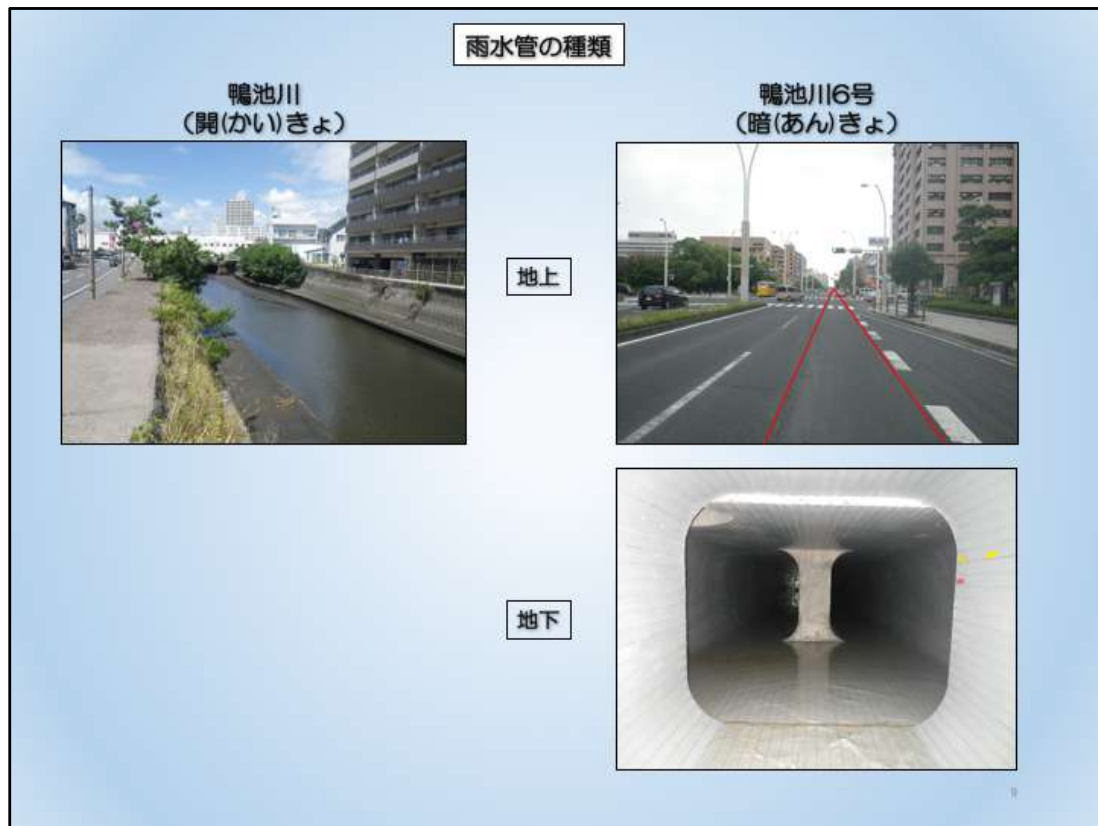 雨水管の種類
鴨池川
（開(かい)きょ）
鴨池川6号
（暗(あん)きょ）
地上
地下
9